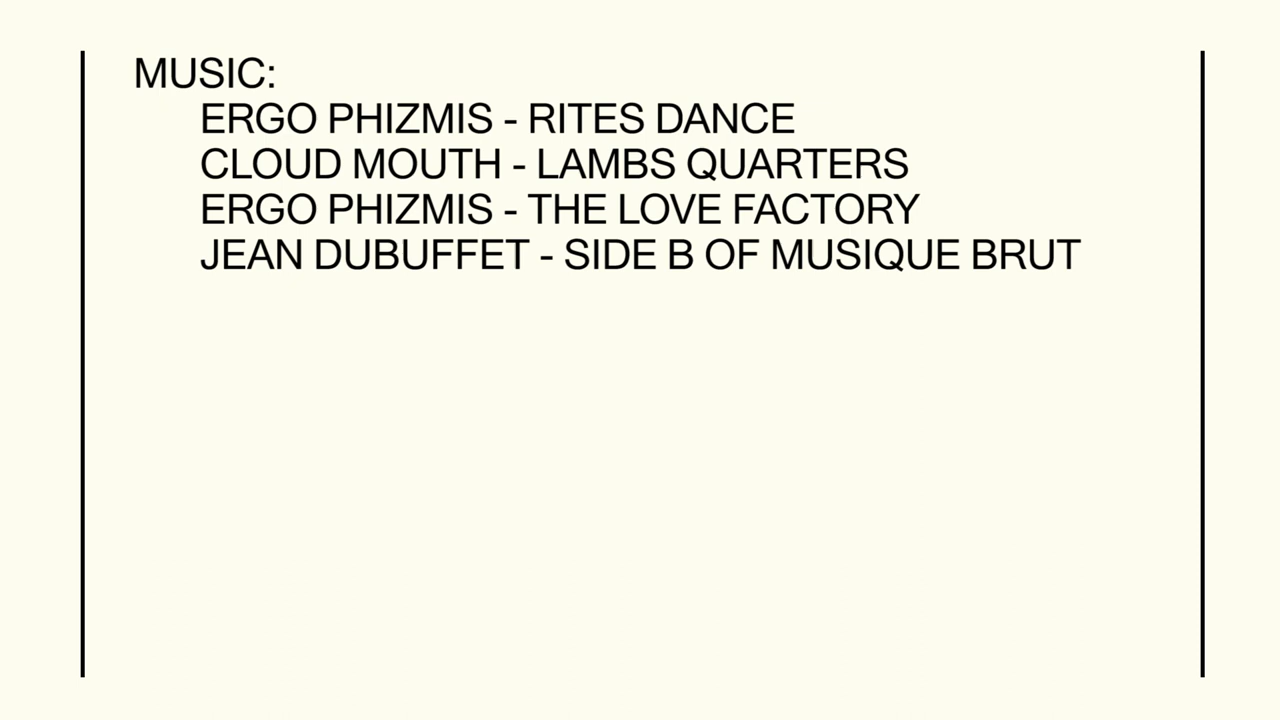 MUSIC:
ERGO PHIZMIS - RITES DANCE
CLOUD MOUTH - LAMBS QUARTERS
ERGO PHIZMIS - THE LOVE FACTORY
JEAN DUBUFFET - SIDE B OF MUSIQUE BRUT